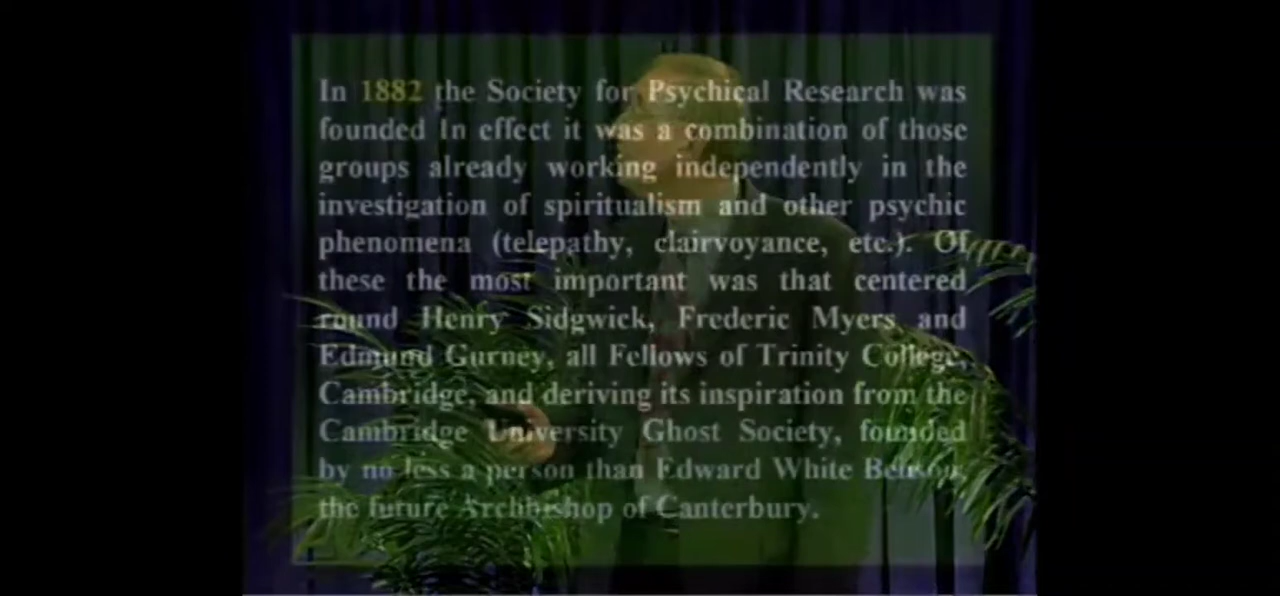 In 1882 the Society for Psychical Research was
founded In effect it was a combination of those
groups already working independently in the
investigation of spiritualism and other psychic
phenomena (telepathy, clairvoyance, etc.). Of
these the most important was that centered
round Henry Sidgwick, Frederic Myers and
Edmund Gurney, all Fellows of Trinity College,
Cambridge, and deriving its inspiration from the
Cambridge University Ghost Society, founded
by no less a person than Edward White Benson,
the future Archbishop of Canterbury.